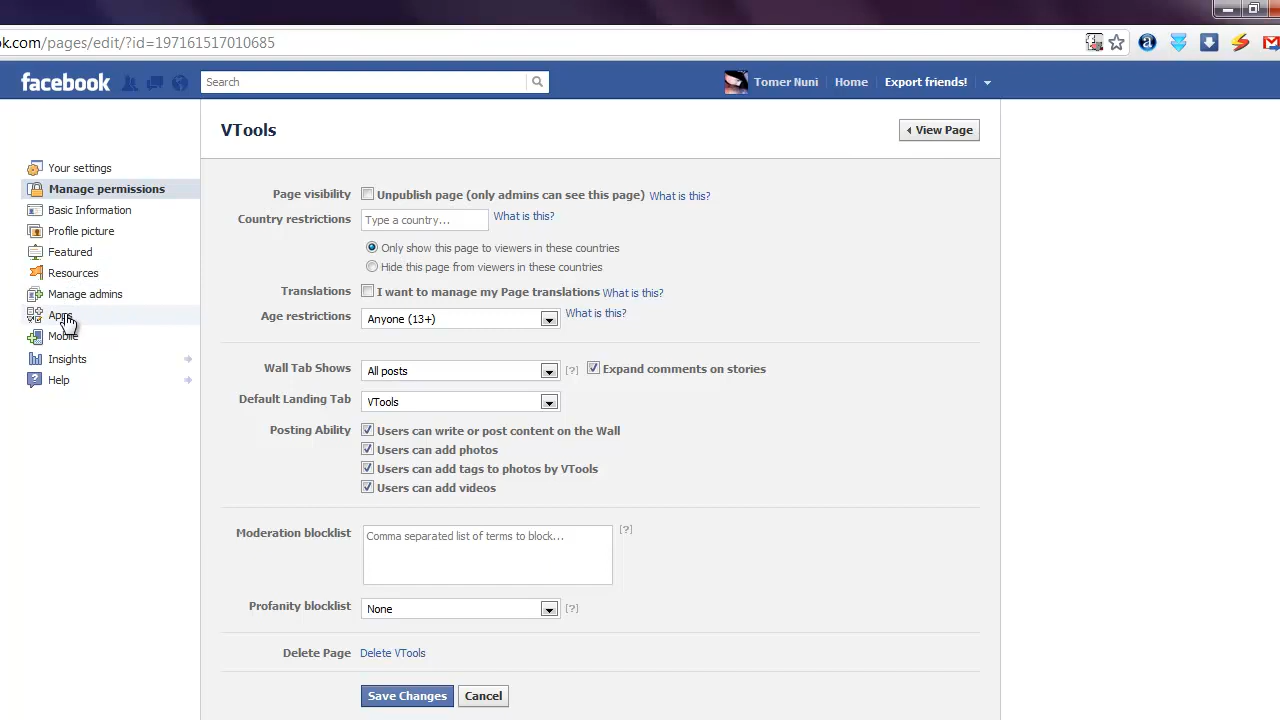 ok.com/pages/edit/?id=197161517010685
facebook Search Tomer Nuni Home Export friends!
VTools View Page
Your settings
Manage permissions
Basic Information
Profile picture
Featured
Resources
Manage admins
Apps
Mobile
Insights
Help
Page visibility Unpublish page (only admins can see this page) What is this?
Country restrictions Type a country... What is this?
Only show this page to viewers in these countries
Hide this page from viewers in these countries
Translations I want to manage my Page translations What is this?
Age restrictions Anyone (13+) What is this?
Wall Tab Shows All posts [?] Expand comments on stories
Default Landing Tab VTools
Posting Ability Users can write or post content on the Wall
Users can add photos
Users can add tags to photos by VTools
Users can add videos
Moderation blocklist Comma separated list of terms to block... [?]
Profanity blocklist None [?]
Delete Page Delete VTools
Save Changes Cancel